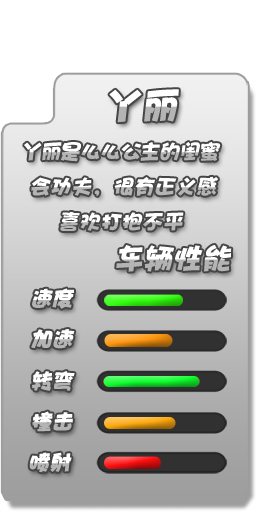 丫丽
丫丽是么么公主的闺蜜
会功夫，很有正义感
喜欢打抱不平
车辆性能
速度
加速
转弯
撞击
喷射